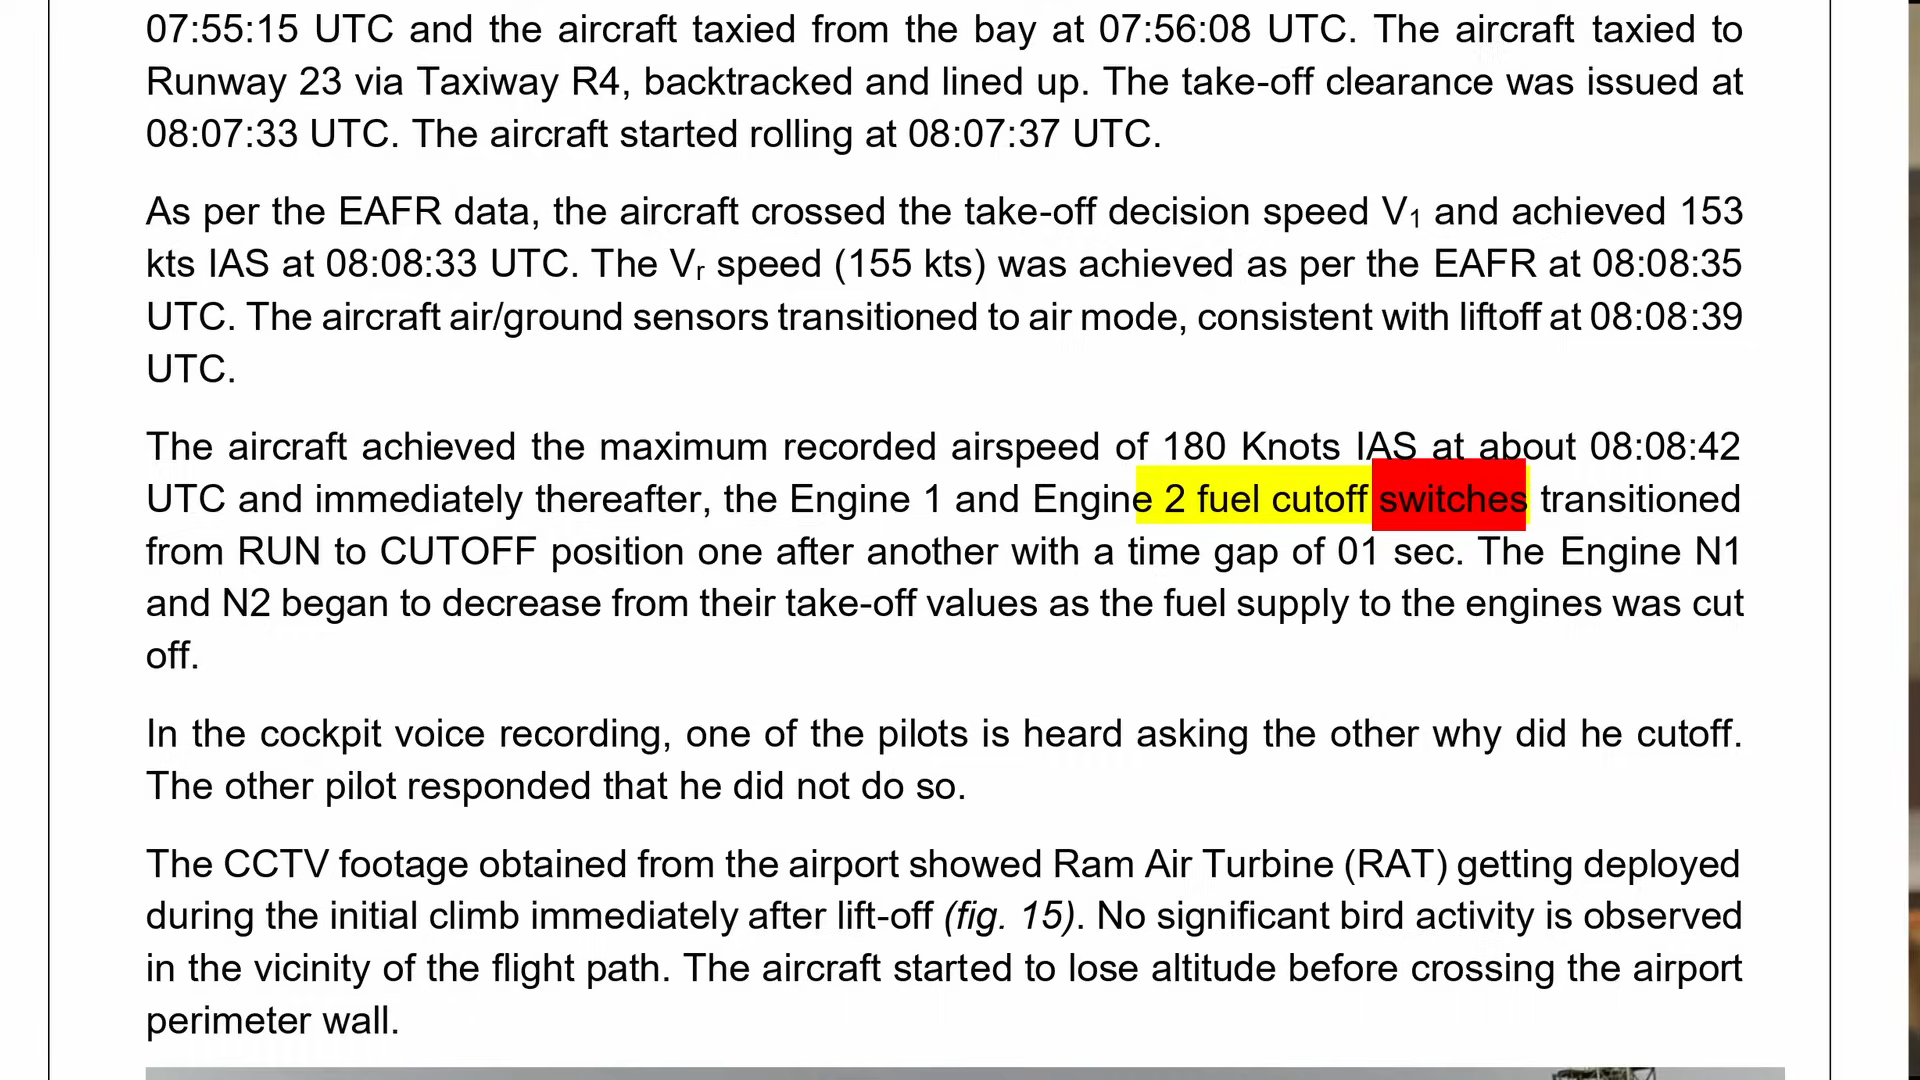 07:55:15 UTC and the aircraft taxied from the bay at 07:56:08 UTC. The aircraft taxied to
Runway 23 via Taxiway R4, backtracked and lined up. The take-off clearance was issued at
08:07:33 UTC. The aircraft started rolling at 08:07:37 UTC.
As per the EAFR data, the aircraft crossed the take-off decision speed V₁ and achieved 153
kts IAS at 08:08:33 UTC. The Vᵣ speed (155 kts) was achieved as per the EAFR at 08:08:35
UTC. The aircraft air/ground sensors transitioned to air mode, consistent with liftoff at 08:08:39
UTC.
The aircraft achieved the maximum recorded airspeed of 180 Knots IAS at about 08:08:42
UTC and immediately thereafter, the Engine 1 and Engine 2 fuel cutoff switches transitioned
from RUN to CUTOFF position one after another with a time gap of 01 sec. The Engine N1
and N2 began to decrease from their take-off values as the fuel supply to the engines was cut
off.
In the cockpit voice recording, one of the pilots is heard asking the other why did he cutoff.
The other pilot responded that he did not do so.
The CCTV footage obtained from the airport showed Ram Air Turbine (RAT) getting deployed
during the initial climb immediately after lift-off (fig. 15). No significant bird activity is observed
in the vicinity of the flight path. The aircraft started to lose altitude before crossing the airport
perimeter wall.